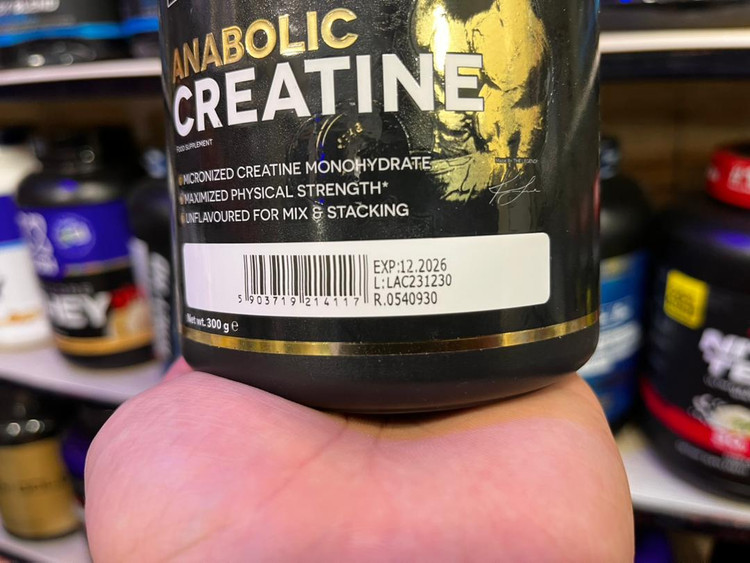 ANABOLIC
CREATINE
FOOD SUPPLEMENT
MICRONIZED CREATINE MONOHYDRATE
MAXIMIZED PHYSICAL STRENGTH*
UNFLAVOURED FOR MIX & STACKING
EXP:12.2026
L:LAC231230
R.0540930
5 903719 214117
Net wt. 300 g e